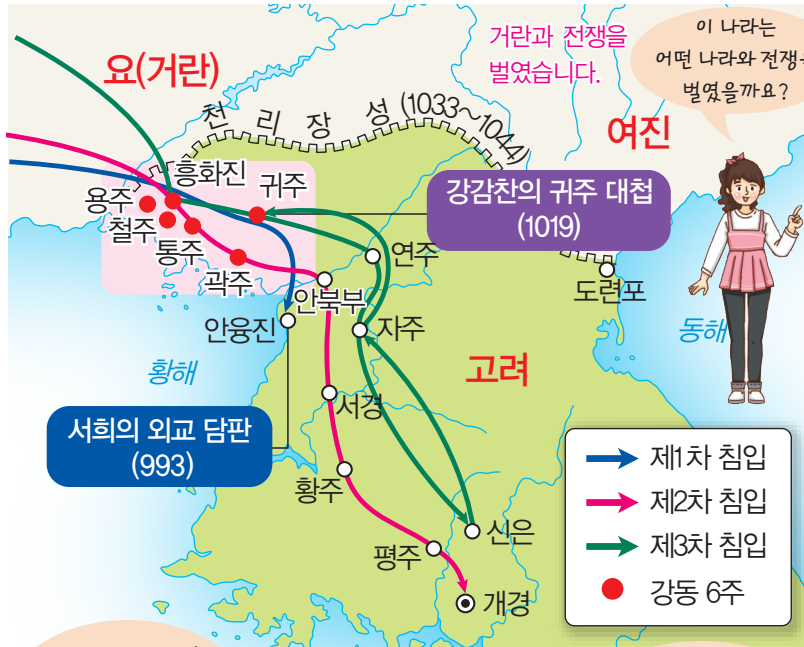 거란과 전쟁을
벌였습니다.
이 나라는
어떤 나라와 전쟁을
벌였을까요?
요(거란)
천 리 장 성 (1033~1044)
여진
흥화진
귀주
용주
철주
통주
곽주
강감찬의 귀주 대첩
(1019)
연주
안북부
도련포
안융진
자주
동해
황해
고려
서경
서희의 외교 담판
(993)
황주
제1차 침입
제2차 침입
제3차 침입
강동 6주
신은
평주
개경